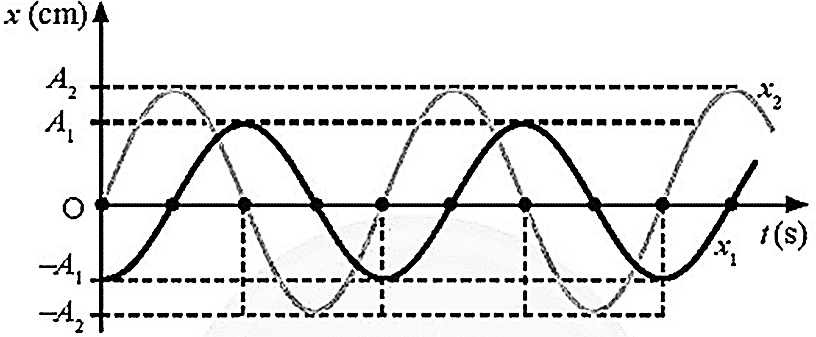 x (cm)
A₂
x₂
A₁
O
t (s)
x₁
−A₁
−A₂